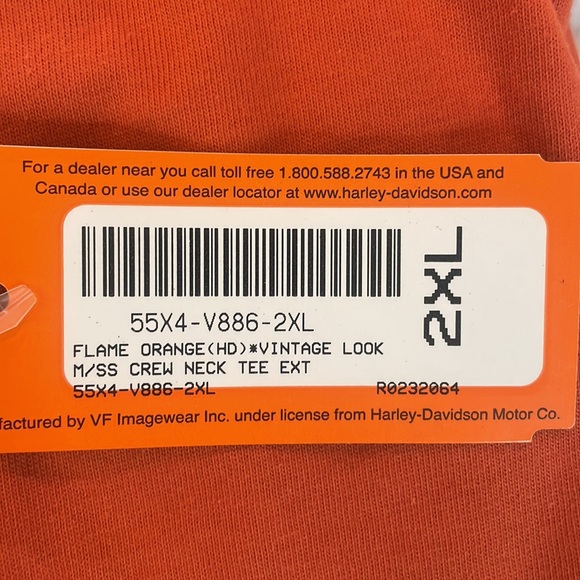 For a dealer near you call toll free 1.800.588.2743 in the USA and
Canada or use our dealer locator at www.harley-davidson.com
2XL
55X4-V886-2XL
FLAME ORANGE(HD)*VINTAGE LOOK
M/SS CREW NECK TEE EXT
55X4-V886-2XL R0232064
factured by VF Imagewear Inc. under license from Harley-Davidson Motor Co.